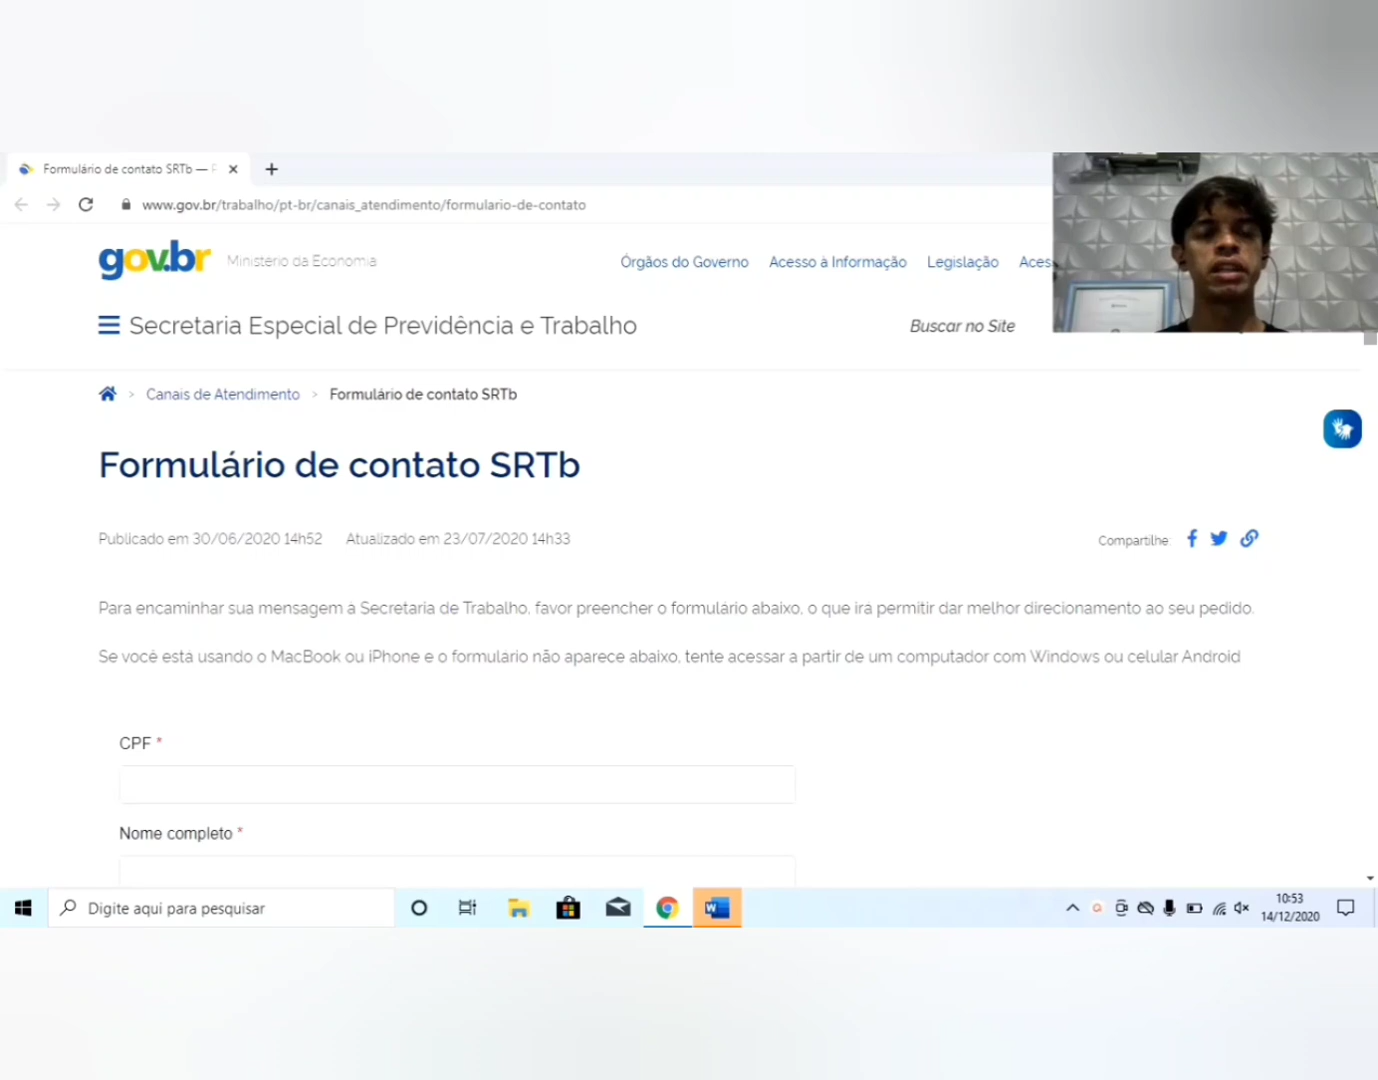 Formulário de contato SRTb —
www.gov.br/trabalho/pt-br/canais_atendimento/formulario-de-contato
gov.br Ministério da Economia
Órgãos do Governo Acesso à Informação Legislação Aces
Secretaria Especial de Previdência e Trabalho
Buscar no Site
Canais de Atendimento > Formulário de contato SRTb
Formulário de contato SRTb
Publicado em 30/06/2020 14h52 Atualizado em 23/07/2020 14h33
Compartilhe:
Para encaminhar sua mensagem à Secretaria de Trabalho, favor preencher o formulário abaixo, o que irá permitir dar melhor direcionamento ao seu pedido.
Se você está usando o MacBook ou iPhone e o formulário não aparece abaixo, tente acessar a partir de um computador com Windows ou celular Android
CPF *
Nome completo *
Digite aqui para pesquisar
10:53
14/12/2020